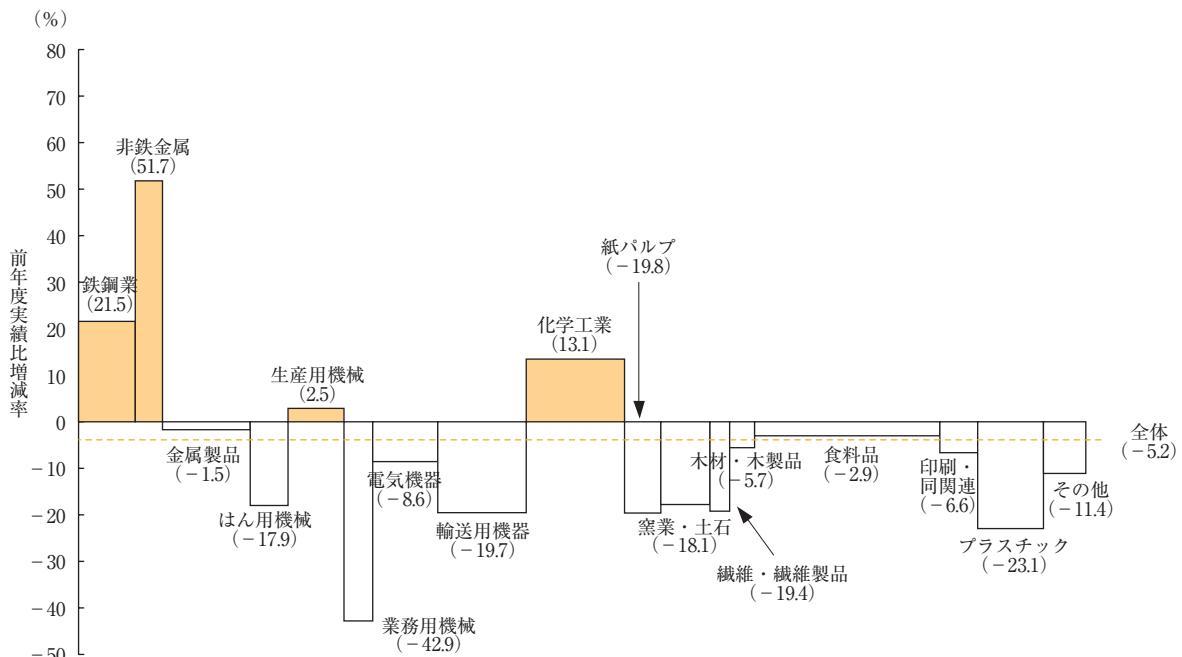 （%）
80
70
60
50
40
30
20
10
0
−10
−20
−30
−40
−50
前年度実績比増減率
鉄鋼業
（21.5）
非鉄金属
（51.7）
金属製品
（−1.5）
はん用機械
（−17.9）
生産用機械
（2.5）
業務用機械
（−42.9）
電気機器
（−8.6）
輸送用機器
（−19.7）
化学工業
（13.1）
紙パルプ
（−19.8）
窯業・土石
（−18.1）
繊維・繊維製品
（−19.4）
木材・木製品
（−5.7）
食料品
（−2.9）
印刷・
同関連
（−6.6）
プラスチック
（−23.1）
その他
（−11.4）
全体
（−5.2）